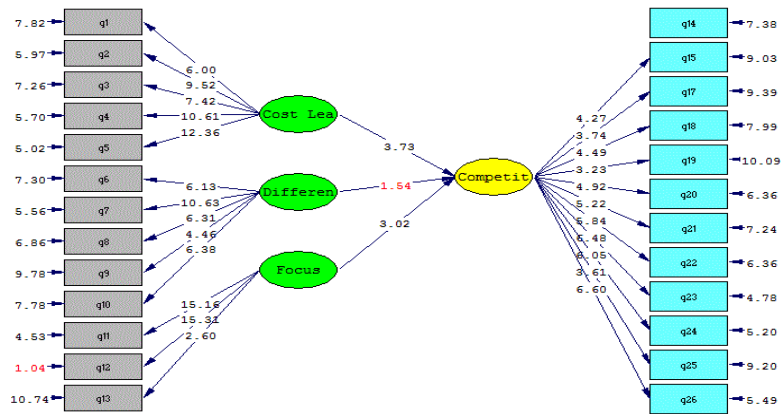 7.82 q1
5.97 q2
7.26 q3
5.70 q4
5.02 q5
7.30 q6
5.56 q7
6.86 q8
9.78 q9
7.78 q10
4.53 q11
1.04 q12
10.74 q13
6.00
9.52
7.42
10.61
12.36
6.13
10.63
6.31
4.46
6.38
15.16
15.31
2.60
Cost Lea
Differen
Focus
3.73
1.54
3.02
Competit
4.27
3.74
4.49
3.23
4.92
5.22
5.84
6.48
6.05
3.61
6.60
q14 7.38
q15 9.03
q17 9.39
q18 7.99
q19 10.09
q20 6.36
q21 7.24
q22 6.36
q23 4.78
q24 5.20
q25 9.20
q26 5.49